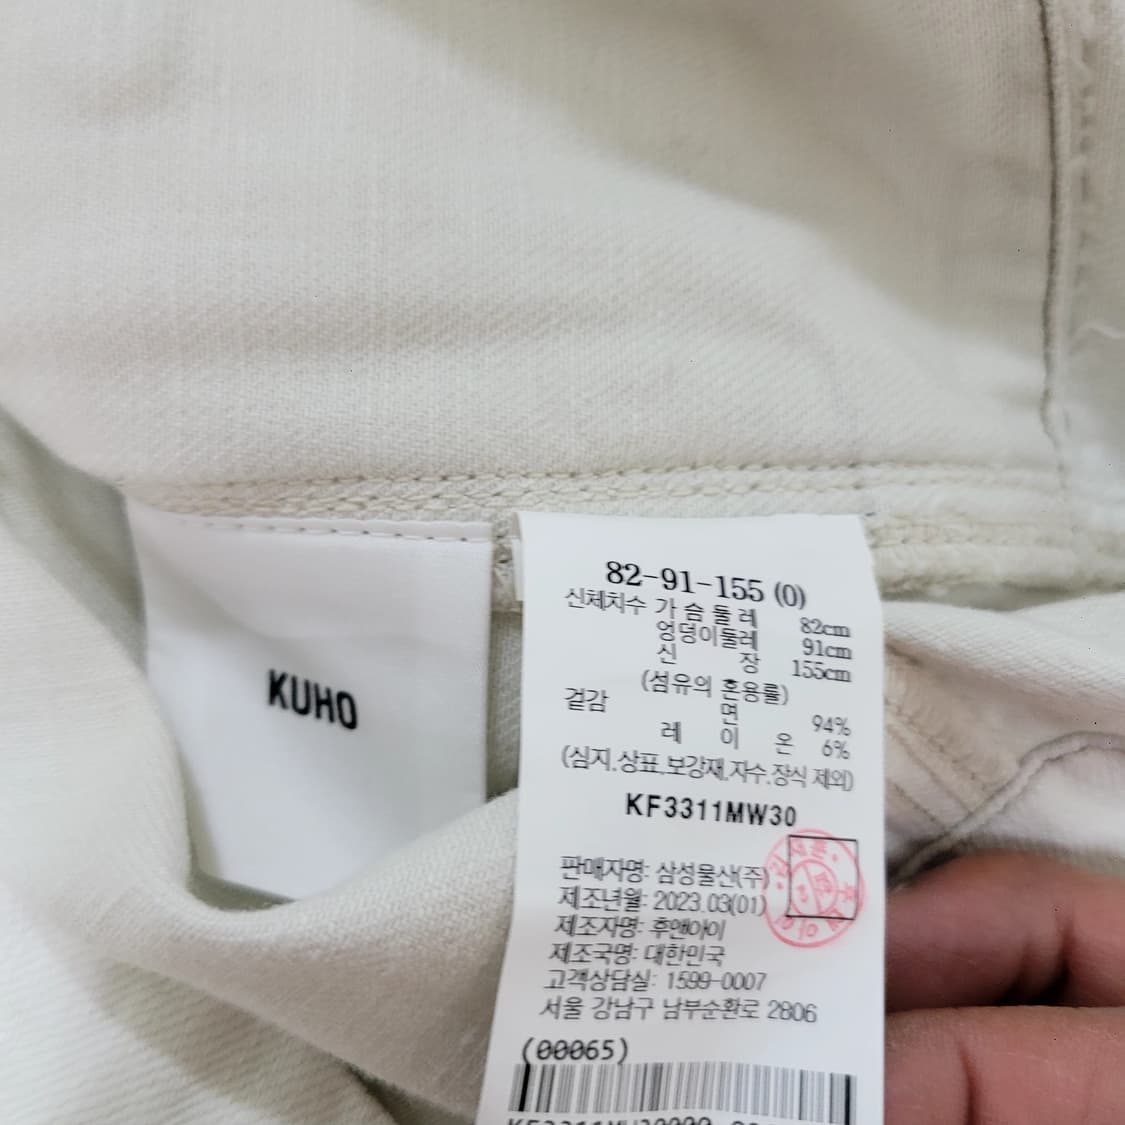 KUHO
82-91-155 (0)
신체치수 가슴둘레 82cm
엉덩이둘레 91cm
신장 155cm
(섬유의 혼용률)
겉감 면 94%
레이온 6%
(심지.상표.보강재.자수.장식 제외)
KF3311MW30
판매자명: 삼성물산(주)
제조년월: 2023.03(01)
제조자명: 후앤아이
제조국명: 대한민국
고객상담실: 1599-0007
서울 강남구 남부순환로 2806
(00065)